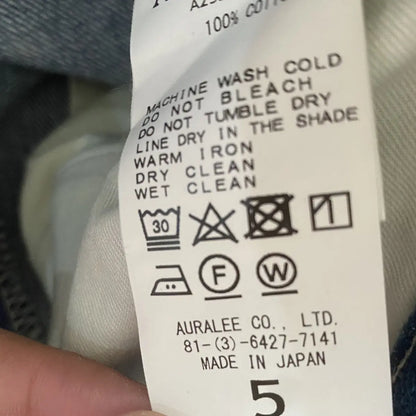 100% COTTON
MACHINE WASH COLD
DO NOT BLEACH
DO NOT TUMBLE DRY
LINE DRY IN THE SHADE
WARM IRON
DRY CLEAN
WET CLEAN
30
F
W
AURALEE CO., LTD.
81-(3)-6427-7141
MADE IN JAPAN
5